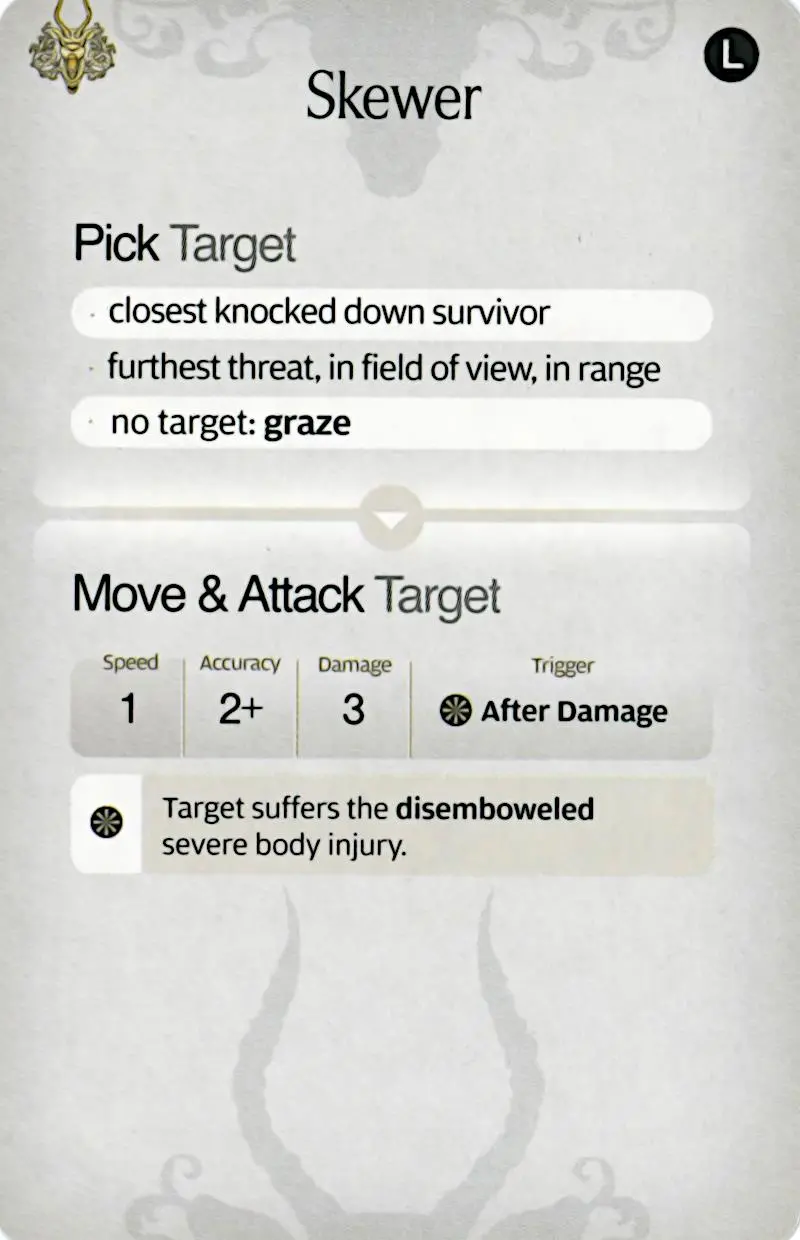 L
Skewer
Pick Target
· closest knocked down survivor
· furthest threat, in field of view, in range
· no target: graze
Move & Attack Target
Speed Accuracy Damage Trigger
1 2+ 3 After Damage
Target suffers the disemboweled
severe body injury.